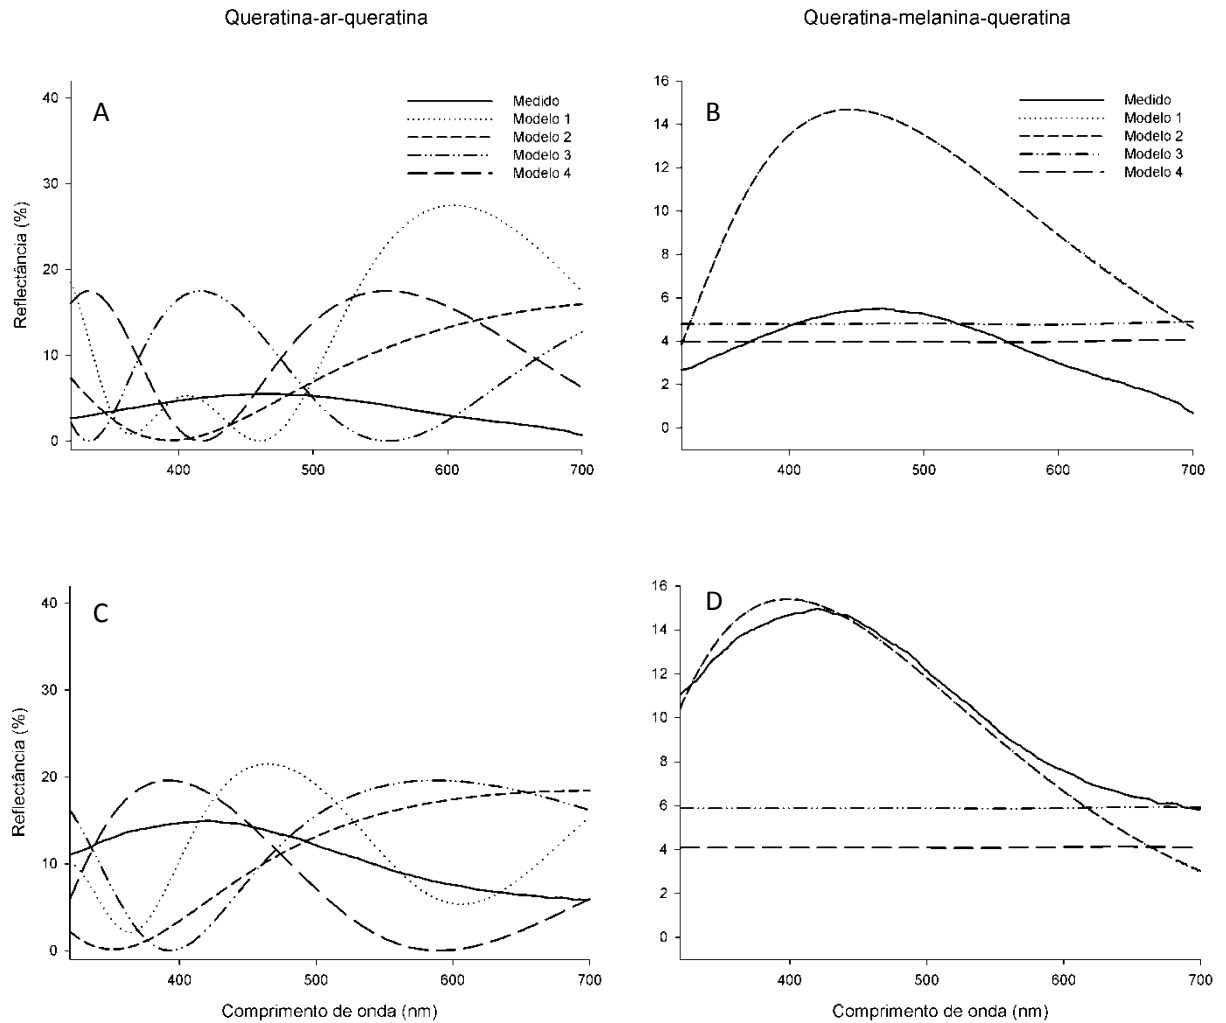 Queratina-ar-queratina
Queratina-melanina-queratina
A
Medido
Modelo 1
Modelo 2
Modelo 3
Modelo 4
Reflectância (%)
40
30
20
10
0
400
500
600
700
B
Medido
Modelo 1
Modelo 2
Modelo 3
Modelo 4
16
14
12
10
8
6
4
2
0
400
500
600
700
C
Reflectância (%)
40
30
20
10
0
400
500
600
700
Comprimento de onda (nm)
D
16
14
12
10
8
6
4
2
0
400
500
600
700
Comprimento de onda (nm)